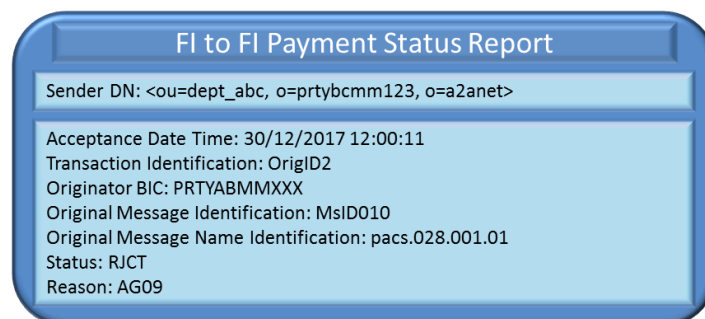 FI to FI Payment Status Report
Sender DN: <ou=dept_abc, o=prtybcmm123, o=a2anet>
Acceptance Date Time: 30/12/2017 12:00:11
Transaction Identification: OrigID2
Originator BIC: PRTYABMMXXX
Original Message Identification: MsID010
Original Message Name Identification: pacs.028.001.01
Status: RJCT
Reason: AG09